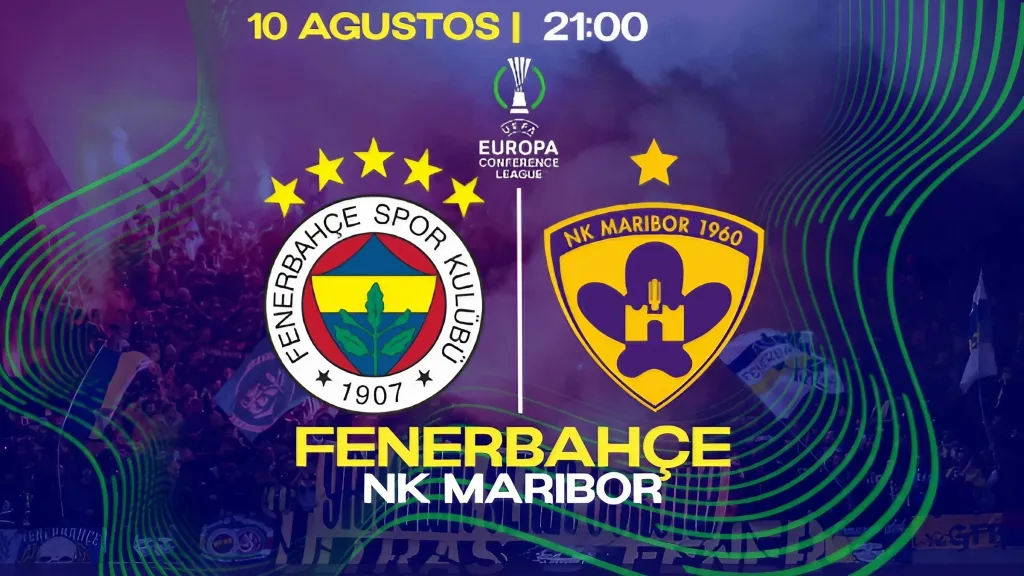 10 AGUSTOS | 21:00
UEFA
EUROPA
CONFERENCE
LEAGUE
FENERBAHÇE SPOR KULÜBÜ
1907
NK MARIBOR 1960
FENERBAHÇE
NK MARIBOR